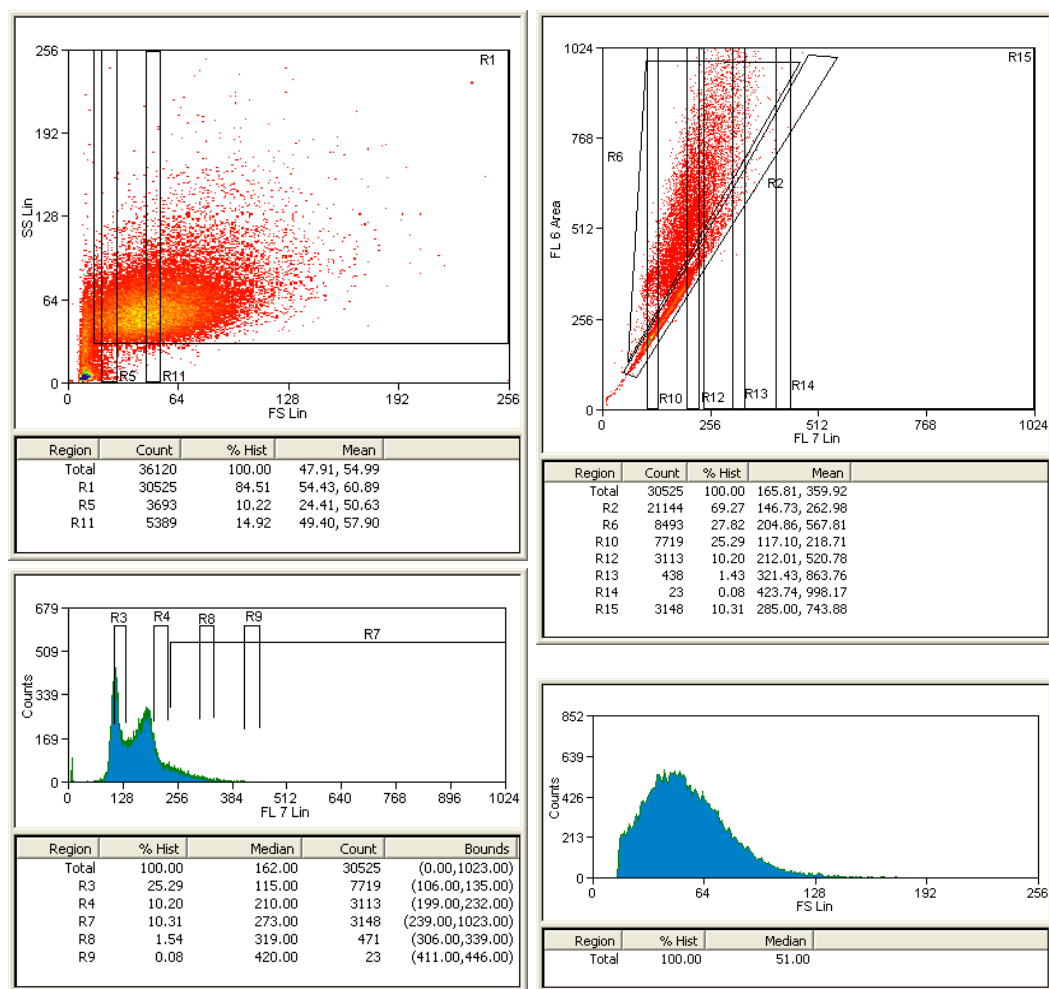 256
192
128
64
0
SS Lin
R1
R5
R11
0 64 128 192 256
FS Lin
Region Count % Hist Mean
Total 36120 100.00 47.91, 54.99
R1 30525 84.51 54.43, 60.89
R5 3693 10.22 24.41, 50.63
R11 5389 14.92 49.40, 57.90
1024
768
512
256
0
FL 6 Area
R15
R6
R2
R10
R12
R13
R14
0 256 512 768 1024
FL 7 Lin
Region Count % Hist Mean
Total 30525 100.00 165.81, 359.92
R2 21144 69.27 146.73, 262.98
R6 8493 27.82 204.86, 567.81
R10 7719 25.29 117.10, 218.71
R12 3113 10.20 212.01, 520.78
R13 438 1.43 321.43, 863.76
R14 23 0.08 423.74, 998.17
R15 3148 10.31 285.00, 743.88
679
509
339
169
0
Counts
R3 R4 R8 R9
R7
0 128 256 384 512 640 768 896 1024
FL 7 Lin
Region % Hist Median Count Bounds
Total 100.00 162.00 30525 (0.00,1023.00)
R3 25.29 115.00 7719 (106.00,135.00)
R4 10.20 210.00 3113 (199.00,232.00)
R7 10.31 273.00 3148 (239.00,1023.00)
R8 1.54 319.00 471 (306.00,339.00)
R9 0.08 420.00 23 (411.00,446.00)
852
639
426
213
0
Counts
0 64 128 192 256
FS Lin
Region % Hist Median
Total 100.00 51.00